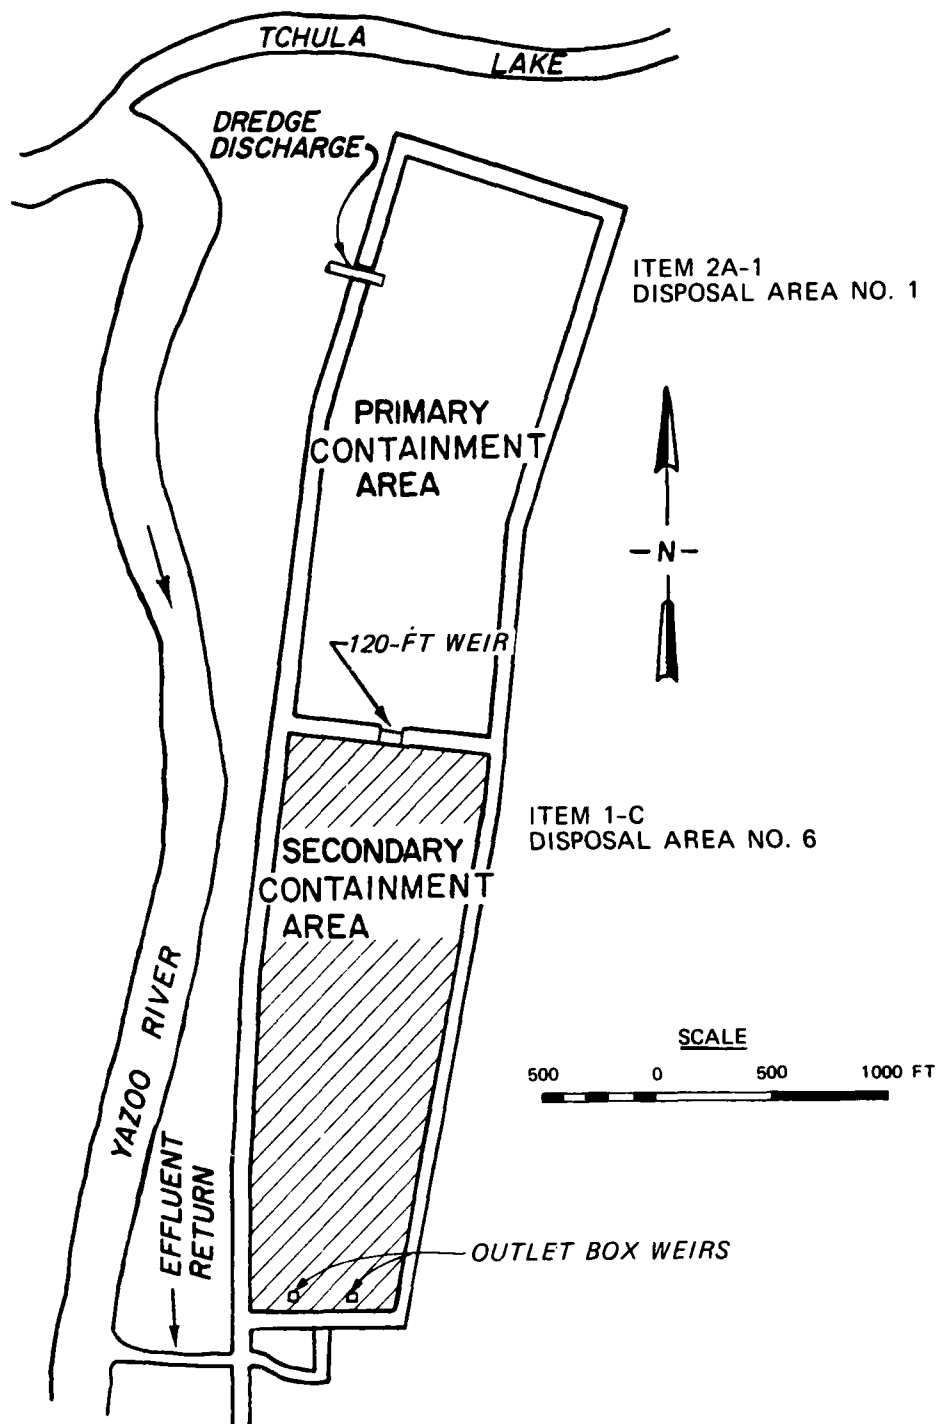 TCHULA
LAKE
DREDGE
DISCHARGE
ITEM 2A-1
DISPOSAL AREA NO. 1
PRIMARY
CONTAINMENT
AREA
-N-
120-FT WEIR
ITEM 1-C
DISPOSAL AREA NO. 6
SECONDARY
CONTAINMENT
AREA
YAZOO RIVER
SCALE
500 0 500 1000 FT
EFFLUENT
RETURN
OUTLET BOX WEIRS